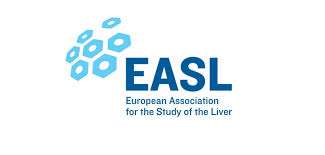 EASL
European Association
for the Study of the Liver